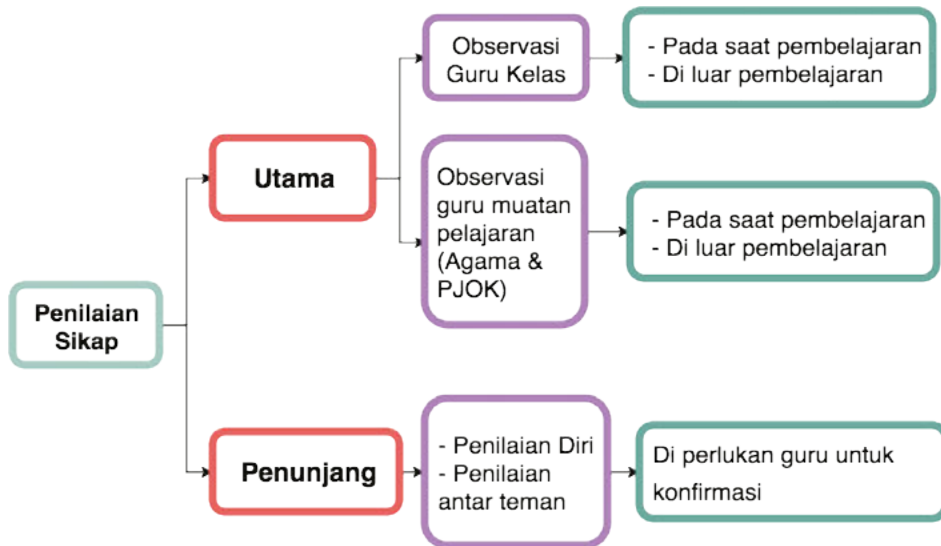 Penilaian
Sikap
Utama
Observasi
Guru Kelas
- Pada saat pembelajaran
- Di luar pembelajaran
Observasi
guru muatan
pelajaran
(Agama &
PJOK)
- Pada saat pembelajaran
- Di luar pembelajaran
Penunjang
- Penilaian Diri
- Penilaian
antar teman
Di perlukan guru untuk
konfirmasi